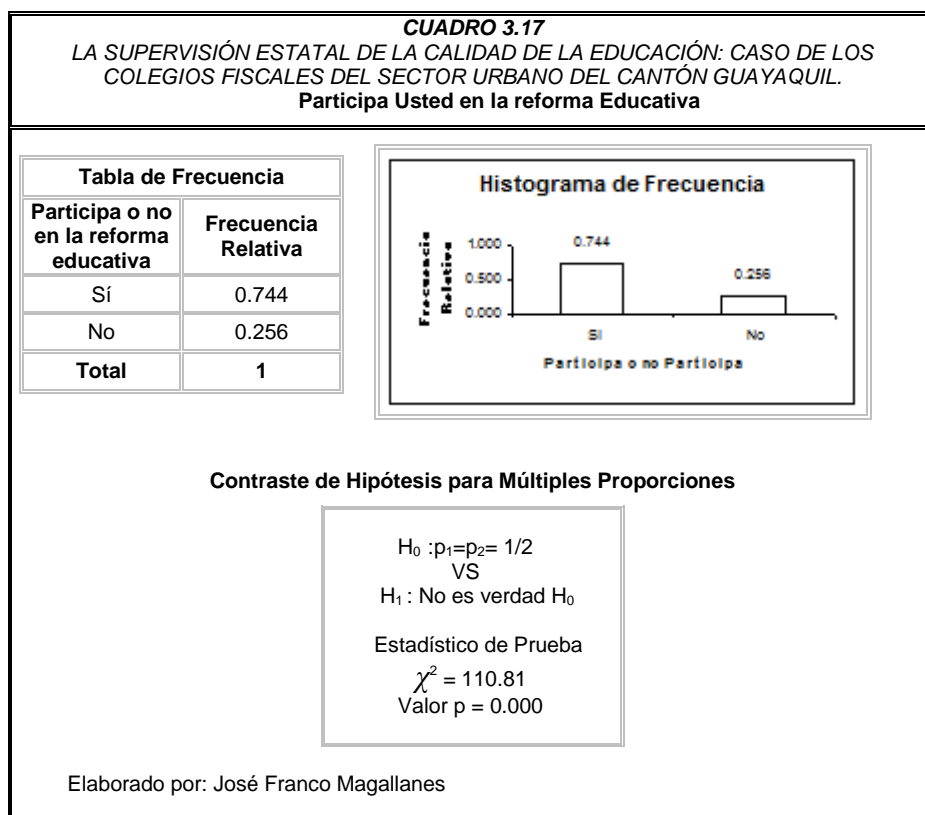 CUADRO 3.17
LA SUPERVISIÓN ESTATAL DE LA CALIDAD DE LA EDUCACIÓN: CASO DE LOS
COLEGIOS FISCALES DEL SECTOR URBANO DEL CANTÓN GUAYAQUIL.
Participa Usted en la reforma Educativa
Tabla de Frecuencia
Participa o no
en la reforma
educativa
Frecuencia
Relativa
Sí 0.744
No 0.256
Total 1
Histograma de Frecuencia
Frecuencia
Relativa
1.000
0.500
0.000
0.744
0.256
Sí No
Participa o no Participa
Contraste de Hipótesis para Múltiples Proporciones
H₀ :p₁=p₂= 1/2
VS
H₁ : No es verdad H₀
Estadístico de Prueba
χ² = 110.81
Valor p = 0.000
Elaborado por: José Franco Magallanes